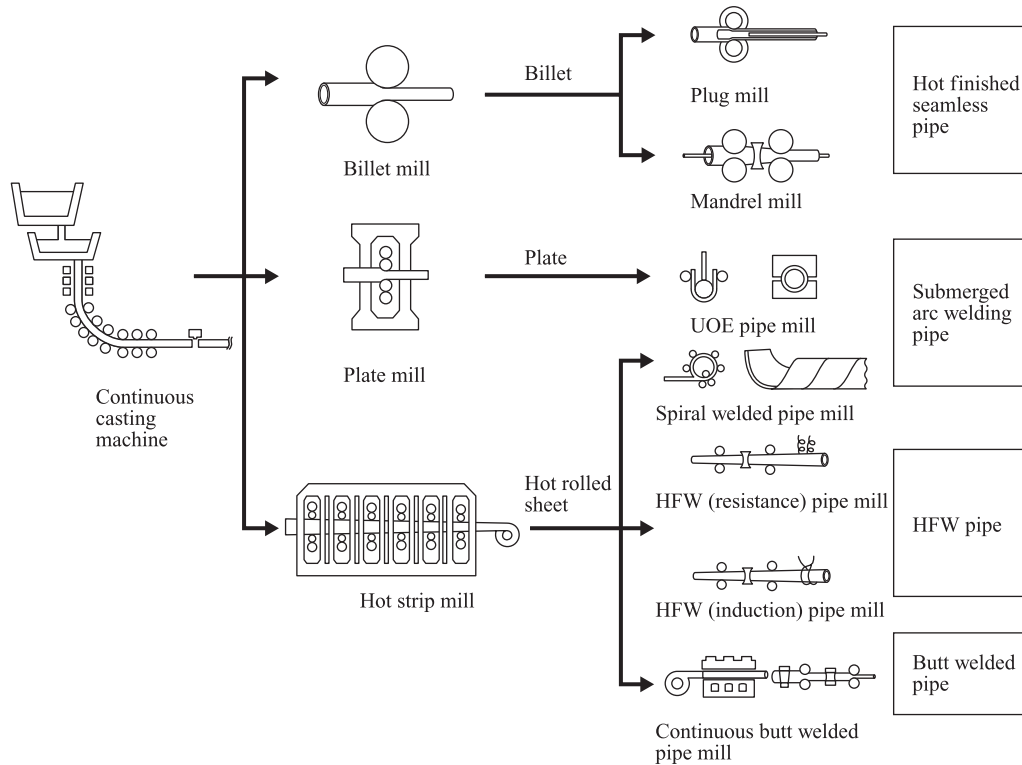 Continuous
casting
machine
Billet mill
Plate mill
Hot strip mill
Billet
Plate
Hot rolled
sheet
Plug mill
Mandrel mill
UOE pipe mill
Spiral welded pipe mill
HFW (resistance) pipe mill
HFW (induction) pipe mill
Continuous butt welded
pipe mill
Hot finished
seamless
pipe
Submerged
arc welding
pipe
HFW pipe
Butt welded
pipe